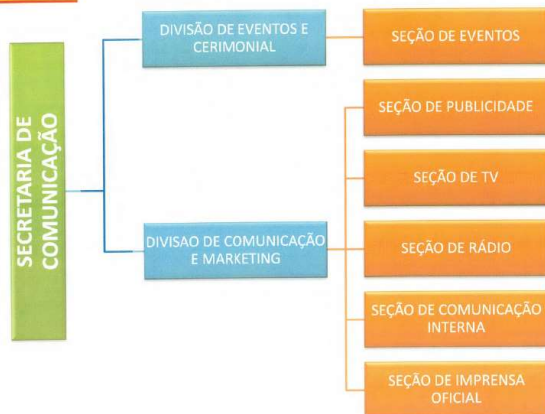 SECRETARIA DE
COMUNICAÇÃO
DIVISÃO DE EVENTOS E
CERIMONIAL
SEÇÃO DE EVENTOS
DIVISAO DE COMUNICAÇÃO
E MARKETING
SEÇÃO DE PUBLICIDADE
SEÇÃO DE TV
SEÇÃO DE RÁDIO
SEÇÃO DE COMUNICAÇÃO
INTERNA
SEÇÃO DE IMPRENSA
OFICIAL